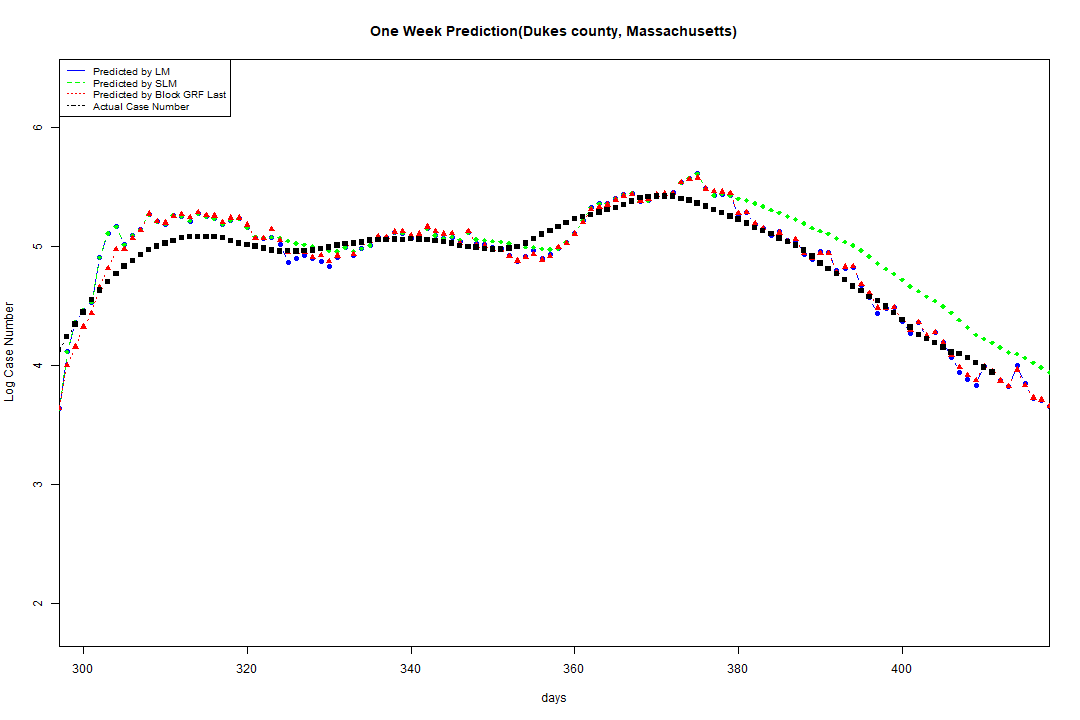 One Week Prediction(Dukes county, Massachusetts)
Predicted by LM
Predicted by SLM
Predicted by Block GRF Last
Actual Case Number
6
5
4
3
2
Log Case Number
300 320 340 360 380 400
days